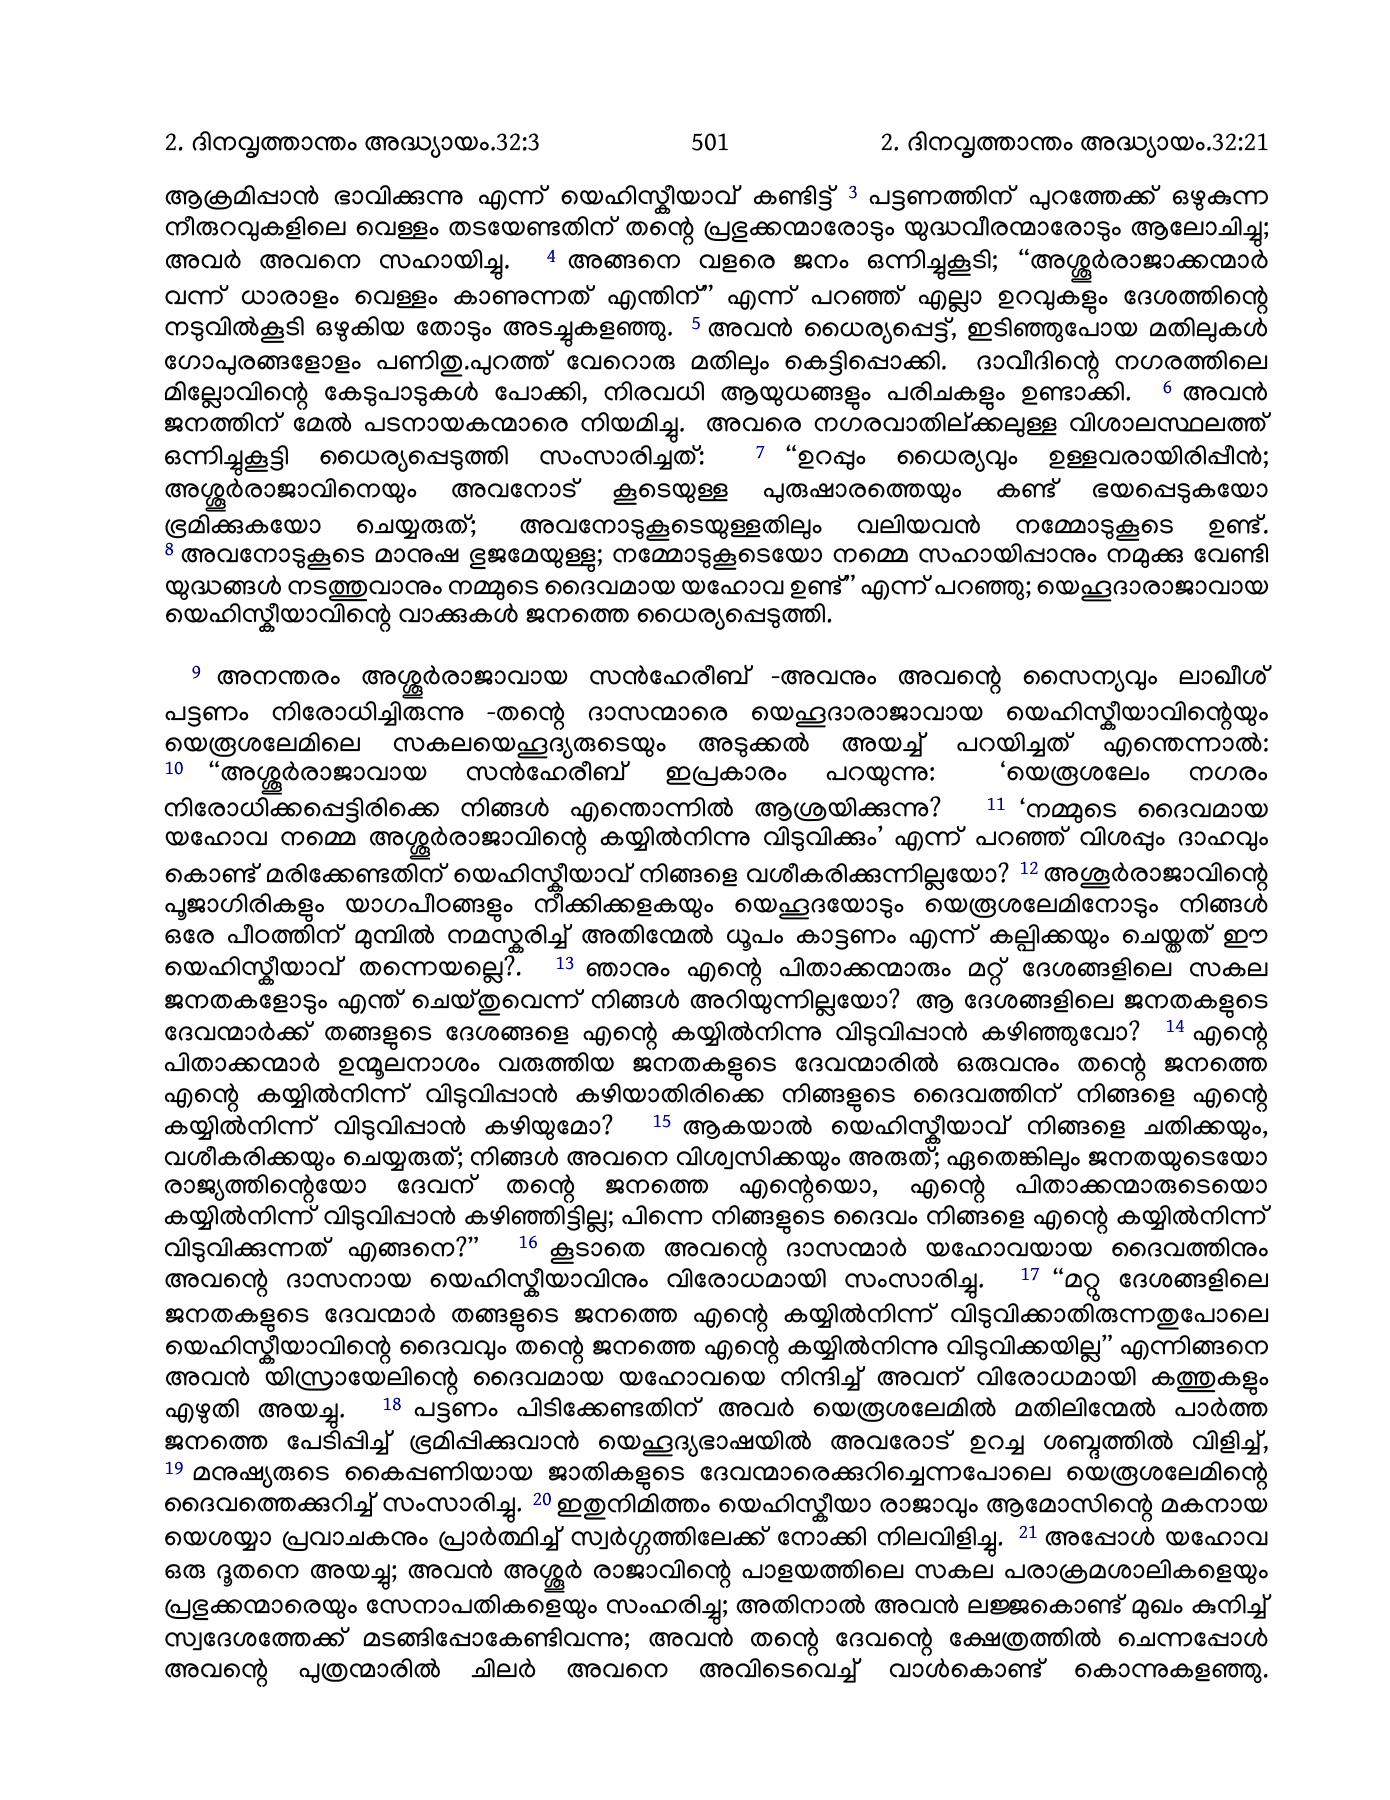 2. ദിനവൃത്താന്തം അദ്ധ്യായം.32:3 501 2. ദിനവൃത്താന്തം അദ്ധ്യായം.32:21
ആക്രമിപ്പാൻ ഭാവിക്കുന്നു എന്ന് യെഹിസ്കീയാവ് കണ്ടിട്ട് 3 പട്ടണത്തിന് പുറത്തേക്ക് ഒഴുകുന്ന
നീരുറവുകളിലെ വെള്ളം തടയേണ്ടതിന് തന്റെ പ്രഭുക്കന്മാരോടും യുദ്ധവീരന്മാരോടും ആലോചിച്ചു;
അവർ അവനെ സഹായിച്ചു. 4 അങ്ങനെ വളരെ ജനം ഒന്നിച്ചുകൂടി; “അശ്ശൂർരാജാക്കന്മാർ
വന്ന് ധാരാളം വെള്ളം കാണുന്നത് എന്തിന്” എന്ന് പറഞ്ഞ് എല്ലാ ഉറവുകളും ദേശത്തിന്റെ
നടുവിൽകൂടി ഒഴുകിയ തോടും അടച്ചുകളഞ്ഞു. 5 അവൻ ധൈര്യപ്പെട്ട്, ഇടിഞ്ഞുപോയ മതിലുകൾ
ഗോപുരങ്ങളോളം പണിതു.പുറത്ത് വേറൊരു മതിലും കെട്ടിപ്പൊക്കി. ദാവീദിന്റെ നഗരത്തിലെ
മില്ലോവിന്റെ കേടുപാടുകൾ പോക്കി, നിരവധി ആയുധങ്ങളും പരിചകളും ഉണ്ടാക്കി. 6 അവൻ
ജനത്തിന് മേൽ പടനായകന്മാരെ നിയമിച്ചു. അവരെ നഗരവാതില്ക്കലുള്ള വിശാലസ്ഥലത്ത്
ഒന്നിച്ചുകൂട്ടി ധൈര്യപ്പെടുത്തി സംസാരിച്ചത്: 7 “ഉറപ്പും ധൈര്യവും ഉള്ളവരായിരിപ്പീൻ;
അശ്ശൂർരാജാവിനെയും അവനോട് കൂടെയുള്ള പുരുഷാരത്തെയും കണ്ട് ഭയപ്പെടുകയോ
ഭ്രമിക്കുകയോ ചെയ്യരുത്; അവനോടുകൂടെയുള്ളതിലും വലിയവൻ നമ്മോടുകൂടെ ഉണ്ട്.
8 അവനോടുകൂടെ മാനുഷ ഭുജമേയുള്ളു; നമ്മോടുകൂടെയോ നമ്മെ സഹായിപ്പാനും നമുക്കു വേണ്ടി
യുദ്ധങ്ങൾ നടത്തുവാനും നമ്മുടെ ദൈവമായ യഹോവ ഉണ്ട്” എന്ന് പറഞ്ഞു; യെഹൂദാരാജാവായ
യെഹിസ്കീയാവിന്റെ വാക്കുകൾ ജനത്തെ ധൈര്യപ്പെടുത്തി.
9 അനന്തരം അശ്ശൂർരാജാവായ സൻഹേരീബ് -അവനും അവന്റെ സൈന്യവും ലാഖീശ്
പട്ടണം നിരോധിച്ചിരുന്നു -തന്റെ ദാസന്മാരെ യെഹൂദാരാജാവായ യെഹിസ്കീയാവിന്റെയും
യെരൂശലേമിലെ സകലയെഹൂദ്യരുടെയും അടുക്കൽ അയച്ച് പറയിച്ചത് എന്തെന്നാൽ:
10 “അശ്ശൂർരാജാവായ സൻഹേരീബ് ഇപ്രകാരം പറയുന്നു: ‘യെരൂശലേം നഗരം
നിരോധിക്കപ്പെട്ടിരിക്കെ നിങ്ങൾ എന്തൊന്നിൽ ആശ്രയിക്കുന്നു? 11 ‘നമ്മുടെ ദൈവമായ
യഹോവ നമ്മെ അശ്ശൂർരാജാവിന്റെ കയ്യിൽനിന്നു വിടുവിക്കും’ എന്ന് പറഞ്ഞ് വിശപ്പും ദാഹവും
കൊണ്ട് മരിക്കേണ്ടതിന് യെഹിസ്കീയാവ് നിങ്ങളെ വശീകരിക്കുന്നില്ലയോ? 12 അശൂർരാജാവിന്റെ
പൂജാഗിരികളും യാഗപീഠങ്ങളും നീക്കിക്കളകയും യെഹൂദയോടും യെരൂശലേമിനോടും നിങ്ങൾ
ഒരേ പീഠത്തിന് മുമ്പിൽ നമസ്കരിച്ച് അതിന്മേൽ ധൂപം കാട്ടണം എന്ന് കല്പിക്കയും ചെയ്തത് ഈ
യെഹിസ്കീയാവ് തന്നെയല്ലെ?. 13 ഞാനും എന്റെ പിതാക്കന്മാരും മറ്റ് ദേശങ്ങളിലെ സകല
ജനതകളോടും എന്ത് ചെയ്തുവെന്ന് നിങ്ങൾ അറിയുന്നില്ലയോ? ആ ദേശങ്ങളിലെ ജനതകളുടെ
ദേവന്മാർക്ക് തങ്ങളുടെ ദേശങ്ങളെ എന്റെ കയ്യിൽനിന്നു വിടുവിപ്പാൻ കഴിഞ്ഞുവോ? 14 എന്റെ
പിതാക്കന്മാർ ഉന്മൂലനാശം വരുത്തിയ ജനതകളുടെ ദേവന്മാരിൽ ഒരുവനും തന്റെ ജനത്തെ
എന്റെ കയ്യിൽനിന്ന് വിടുവിപ്പാൻ കഴിയാതിരിക്കെ നിങ്ങളുടെ ദൈവത്തിന് നിങ്ങളെ എന്റെ
കയ്യിൽനിന്ന് വിടുവിപ്പാൻ കഴിയുമോ? 15 ആകയാൽ യെഹിസ്കീയാവ് നിങ്ങളെ ചതിക്കയും,
വശീകരിക്കയും ചെയ്യരുത്; നിങ്ങൾ അവനെ വിശ്വസിക്കയും അരുത്; ഏതെങ്കിലും ജനതയുടെയോ
രാജ്യത്തിന്റെയോ ദേവന് തന്റെ ജനത്തെ എന്റെയൊ, എന്റെ പിതാക്കന്മാരുടെയൊ
കയ്യിൽനിന്ന് വിടുവിപ്പാൻ കഴിഞ്ഞിട്ടില്ല; പിന്നെ നിങ്ങളുടെ ദൈവം നിങ്ങളെ എന്റെ കയ്യിൽനിന്ന്
വിടുവിക്കുന്നത് എങ്ങനെ?” 16 കൂടാതെ അവന്റെ ദാസന്മാർ യഹോവയായ ദൈവത്തിനും
അവന്റെ ദാസനായ യെഹിസ്കീയാവിനും വിരോധമായി സംസാരിച്ചു. 17 “മറ്റു ദേശങ്ങളിലെ
ജനതകളുടെ ദേവന്മാർ തങ്ങളുടെ ജനത്തെ എന്റെ കയ്യിൽനിന്ന് വിടുവിക്കാതിരുന്നതുപോലെ
യെഹിസ്കീയാവിന്റെ ദൈവവും തന്റെ ജനത്തെ എന്റെ കയ്യിൽനിന്നു വിടുവിക്കയില്ല” എന്നിങ്ങനെ
അവൻ യിസ്രായേലിന്റെ ദൈവമായ യഹോവയെ നിന്ദിച്ച് അവന് വിരോധമായി കത്തുകളും
എഴുതി അയച്ചു. 18 പട്ടണം പിടിക്കേണ്ടതിന് അവർ യെരൂശലേമിൽ മതിലിന്മേൽ പാർത്ത
ജനത്തെ പേടിപ്പിച്ച് ഭ്രമിപ്പിക്കുവാൻ യെഹൂദ്യഭാഷയിൽ അവരോട് ഉറച്ച ശബ്ദത്തിൽ വിളിച്ച്,
19 മനുഷ്യരുടെ കൈപ്പണിയായ ജാതികളുടെ ദേവന്മാരെക്കുറിച്ചെന്നപോലെ യെരൂശലേമിന്റെ
ദൈവത്തെക്കുറിച്ച് സംസാരിച്ചു. 20 ഇതുനിമിത്തം യെഹിസ്കീയാ രാജാവും ആമോസിന്റെ മകനായ
യെശയ്യാ പ്രവാചകനും പ്രാർത്ഥിച്ച് സ്വർഗ്ഗത്തിലേക്ക് നോക്കി നിലവിളിച്ചു. 21 അപ്പോൾ യഹോവ
ഒരു ദൂതനെ അയച്ചു; അവൻ അശ്ശൂർ രാജാവിന്റെ പാളയത്തിലെ സകല പരാക്രമശാലികളെയും
പ്രഭുക്കന്മാരെയും സേനാപതികളെയും സംഹരിച്ചു; അതിനാൽ അവൻ ലജ്ജകൊണ്ട് മുഖം കുനിച്ച്
സ്വദേശത്തേക്ക് മടങ്ങിപ്പോകേണ്ടിവന്നു; അവൻ തന്റെ ദേവന്റെ ക്ഷേത്രത്തിൽ ചെന്നപ്പോൾ
അവന്റെ പുത്രന്മാരിൽ ചിലർ അവനെ അവിടെവെച്ച് വാൾകൊണ്ട് കൊന്നുകളഞ്ഞു.